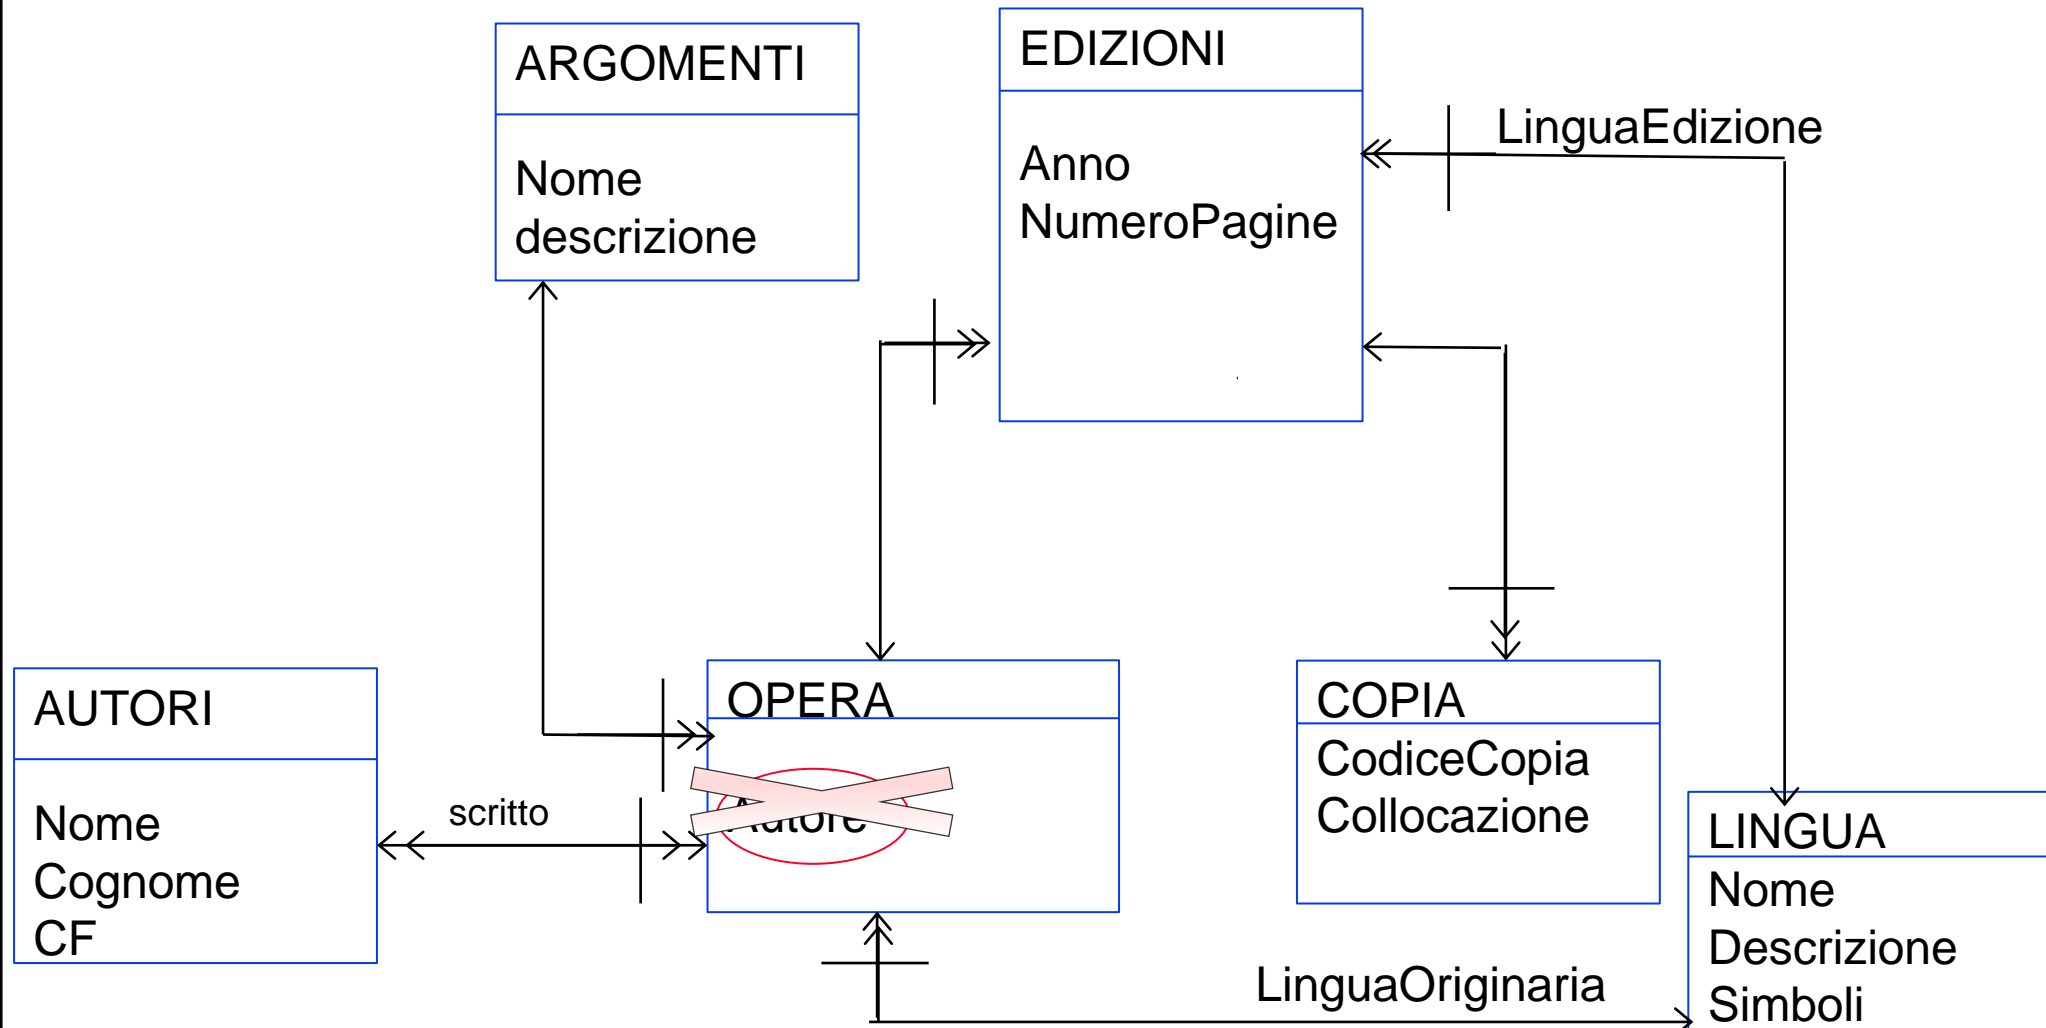 ARGOMENTI
Nome
descrizione
EDIZIONI
Anno
NumeroPagine
LinguaEdizione
AUTORI
Nome
Cognome
CF
scritto
OPERA
Autore
COPIA
CodiceCopia
Collocazione
LINGUA
Nome
Descrizione
Simboli
LinguaOriginaria